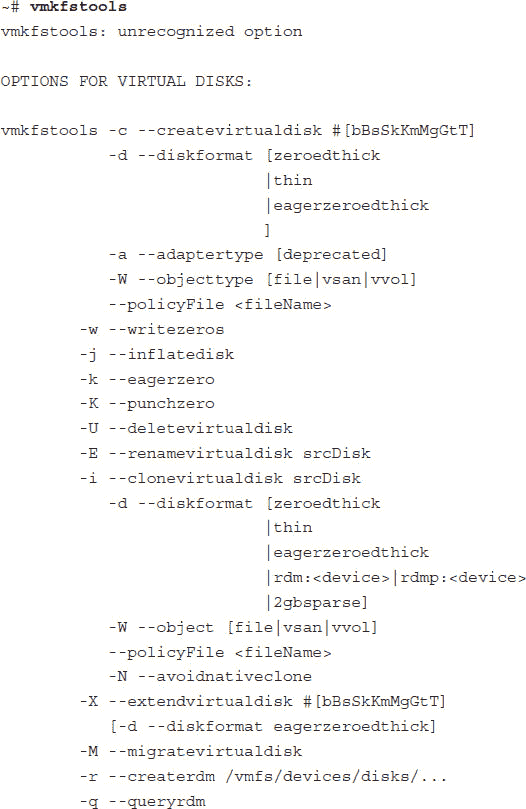 ~# vmkfstools
vmkfstools: unrecognized option
OPTIONS FOR VIRTUAL DISKS:
vmkfstools -c --createvirtualdisk #[bBsSkKmMgGtT]
-d --diskformat [zeroedthick
|thin
|eagerzeroedthick
]
-a --adaptertype [deprecated]
-W --objecttype [file|vsan|vvol]
--policyFile <fileName>
-w --writezeros
-j --inflatedisk
-k --eagerzero
-K --punchzero
-U --deletevirtualdisk
-E --renamevirtualdisk srcDisk
-i --clonevirtualdisk srcDisk
-d --diskformat [zeroedthick
|thin
|eagerzeroedthick
|rdm:<device>|rdmp:<device>
|2gbsparse]
-W --object [file|vsan|vvol]
--policyFile <fileName>
-N --avoidnativeclone
-X --extendvirtualdisk #[bBsSkKmMgGtT]
[-d --diskformat eagerzeroedthick]
-M --migratevirtualdisk
-r --createrdm /vmfs/devices/disks/...
-q --queryrdm